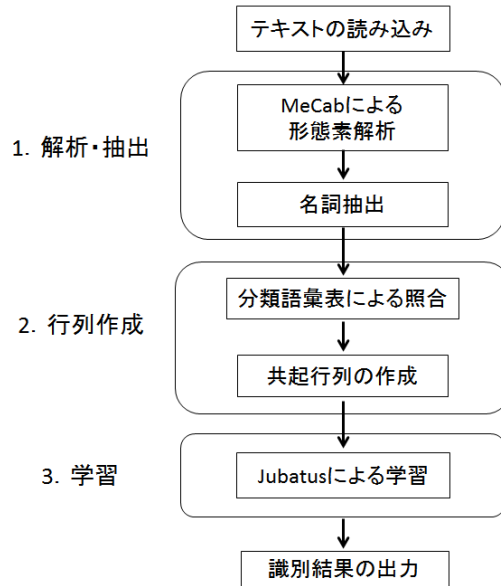 テキストの読み込み
1. 解析・抽出
MeCabによる
形態素解析
名詞抽出
2. 行列作成
分類語彙表による照合
共起行列の作成
3. 学習
Jubatusによる学習
識別結果の出力